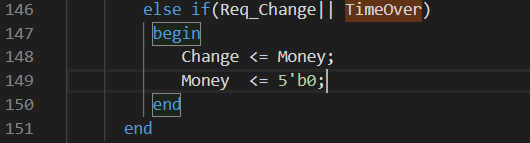 146 else if(Req_Change|| TimeOver)
147 begin
148 Change <= Money;
149 Money  <= 5'b0;
150 end
151 end